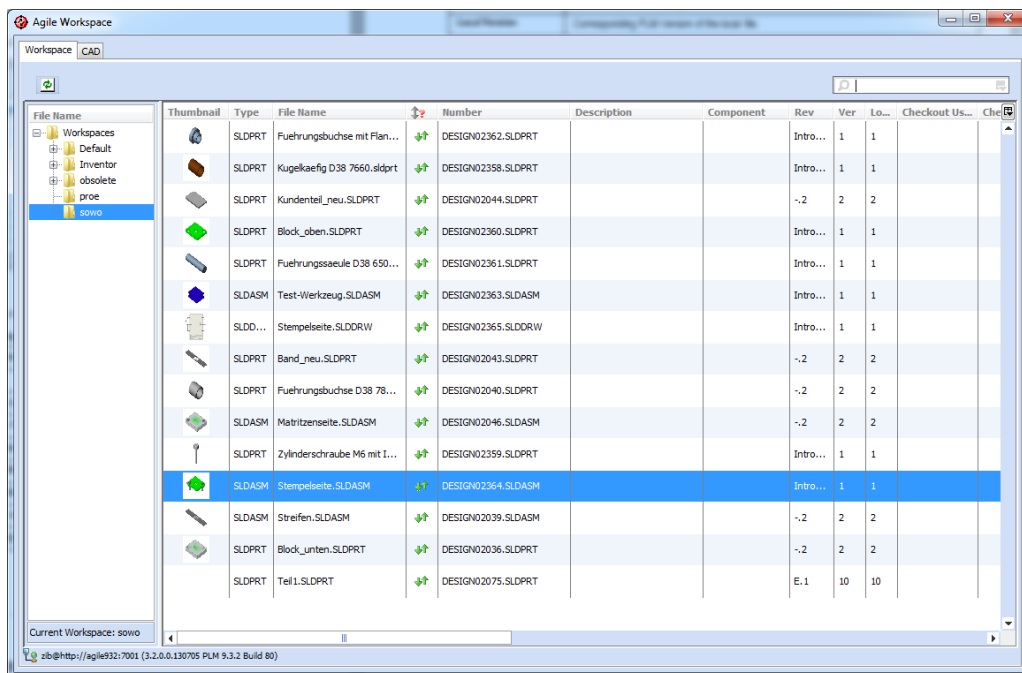 Agile Workspace
Workspace CAD
File Name
Workspaces
Default
Inventor
obsolete
proe
sowo
Thumbnail Type File Name ? Number Description Component Rev Ver Lo... Checkout Us... Che
SLDPRT Fuehrungsbuchse mit Flan... DESIGN02362.SLDPRT Intro... 1 1
SLDPRT Kugelkaefig D38 7660.sldprt DESIGN02358.SLDPRT Intro... 1 1
SLDPRT Kundenteil_neu.SLDPRT DESIGN02044.SLDPRT -.2 2 2
SLDPRT Block_oben.SLDPRT DESIGN02360.SLDPRT Intro... 1 1
SLDPRT Fuehrungssaeule D38 650... DESIGN02361.SLDPRT Intro... 1 1
SLDASM Test-Werkzeug.SLDASM DESIGN02363.SLDASM Intro... 1 1
SLDD... Stempelseite.SLDDRW DESIGN02365.SLDDRW Intro... 1 1
SLDPRT Band_neu.SLDPRT DESIGN02043.SLDPRT -.2 2 2
SLDPRT Fuehrungsbuchse D38 78... DESIGN02040.SLDPRT -.2 2 2
SLDASM Matritzenseite.SLDASM DESIGN02046.SLDASM -.2 2 2
SLDPRT Zylinderschraube M6 mit I... DESIGN02359.SLDPRT Intro... 1 1
SLDASM Stempelseite.SLDASM DESIGN02364.SLDASM Intro... 1 1
SLDASM Streifen.SLDASM DESIGN02039.SLDASM -.2 2 2
SLDPRT Block_unten.SLDPRT DESIGN02036.SLDPRT -.2 2 2
SLDPRT Teil1.SLDPRT DESIGN02075.SLDPRT E.1 10 10
Current Workspace: sowo
zib@http://agile932:7001 (3.2.0.0.130705 PLM 9.3.2 Build 80)